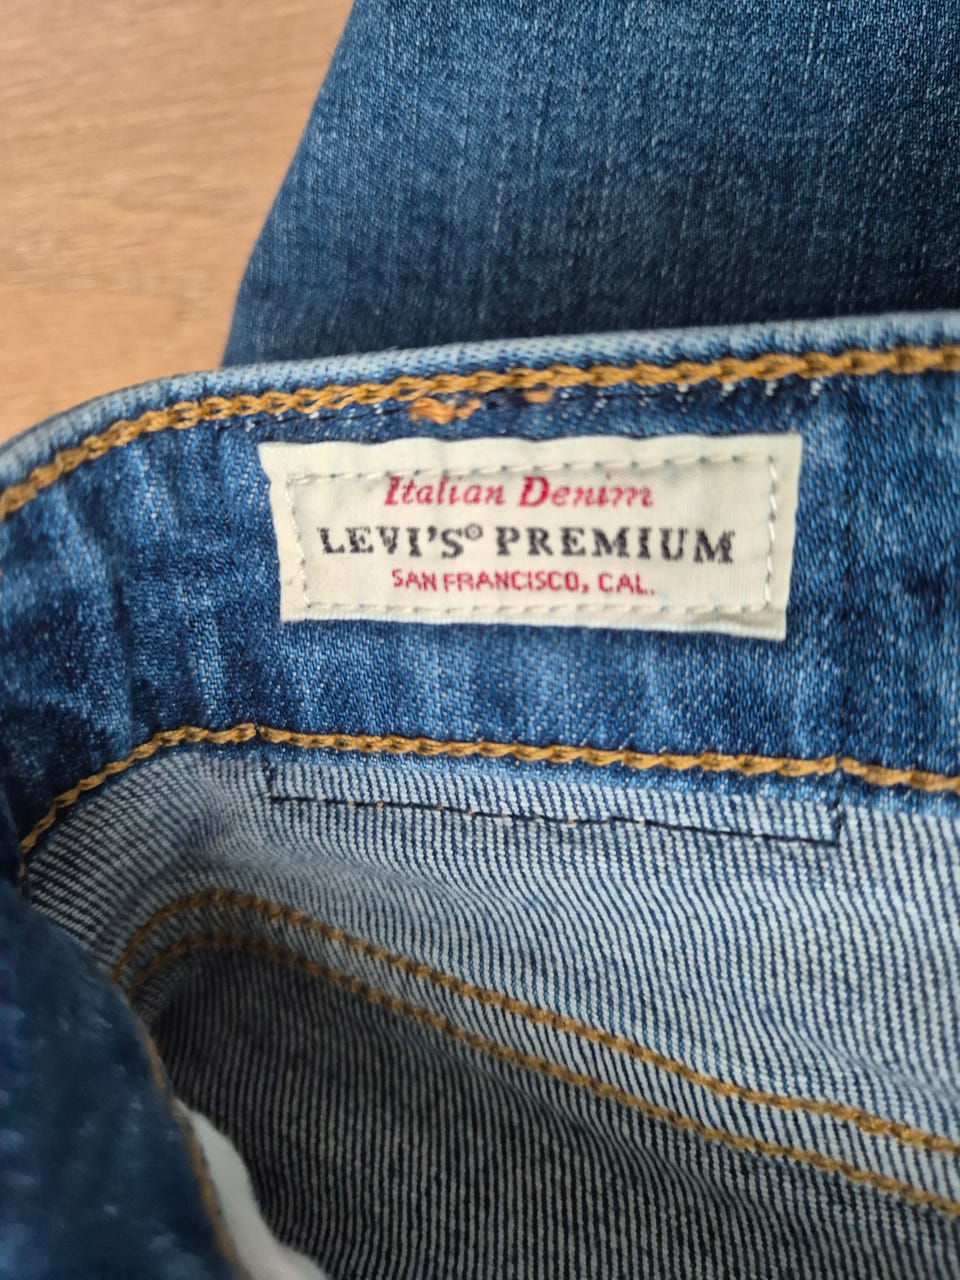 Italian Denim
LEVI'S® PREMIUM
SAN FRANCISCO, CAL.